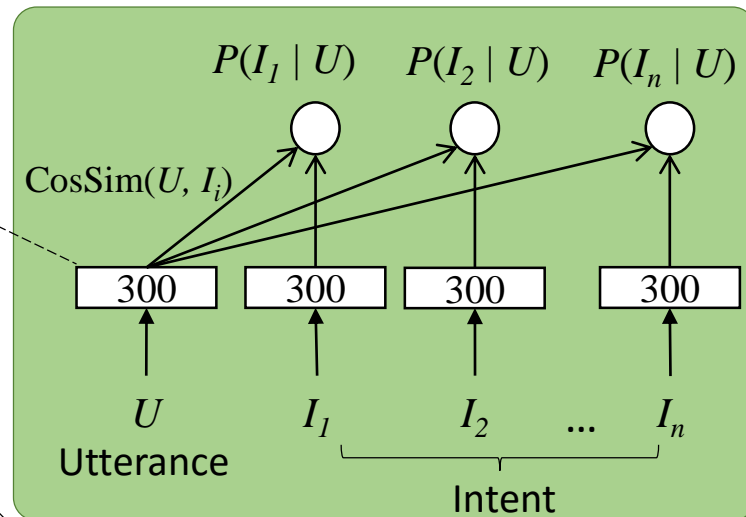 P(I₁ | U) P(I₂ | U) P(Iₙ | U)
CosSim(U, Iᵢ)
300 300 300 300
U I₁ I₂ ... Iₙ
Utterance
Intent